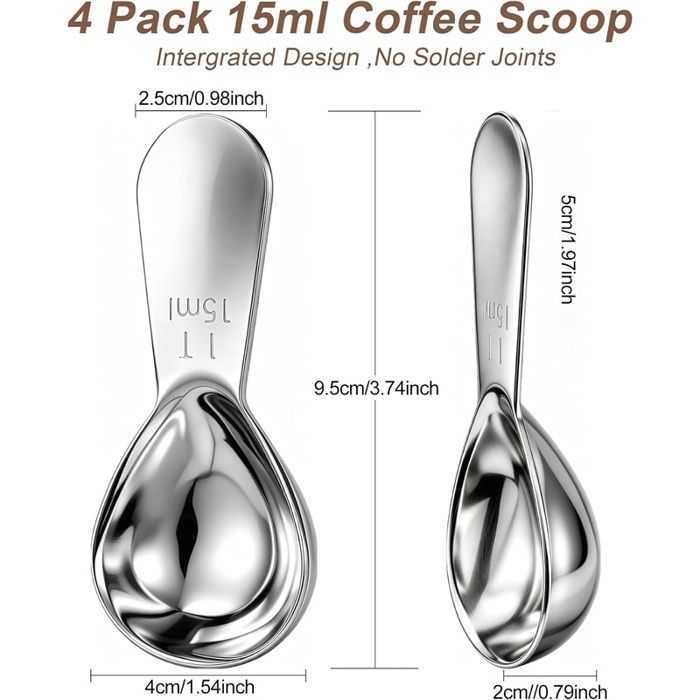 4 Pack 15ml Coffee Scoop
Intergrated Design ,No Solder Joints
2.5cm/0.98inch
5cm/1.97inch
15ml
1 T
15ml
1T
9.5cm/3.74inch
4cm/1.54inch
2cm//0.79inch